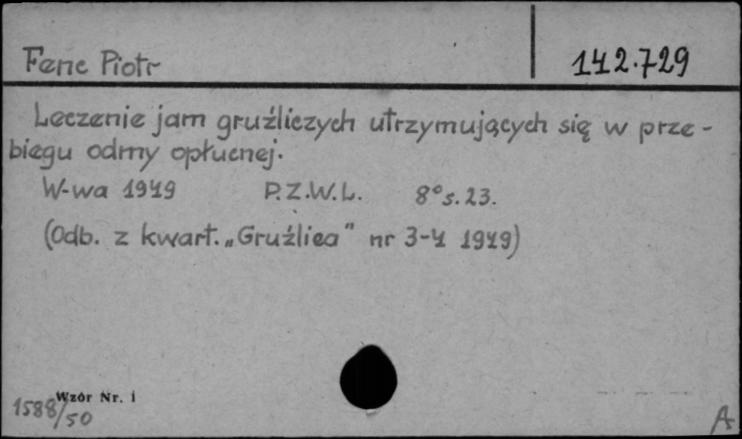 Fenc Piotr 142.729
Leczenie jam gruźliczych utrzymujących się w prze-
biegu odmy opłucnej.
W-wa 1949 P.Z.W.L. 8° s. 23.
(Odb. z kwart. „Gruźlica" nr 3-4 1949)
Wzór Nr. 1
1588/50
A